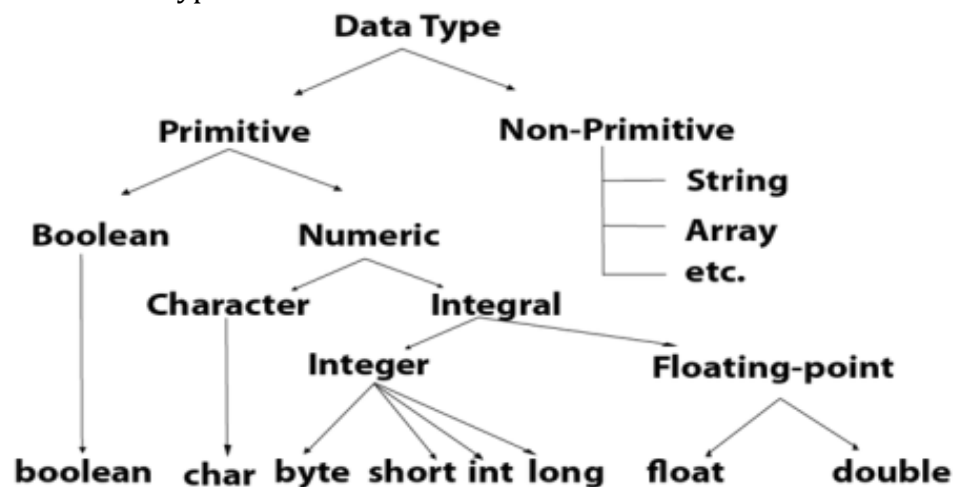 Data Type
Primitive
Non-Primitive
String
Boolean
Numeric
Array
etc.
Character
Integral
Integer
Floating-point
boolean
char
byte
short
int
long
float
double